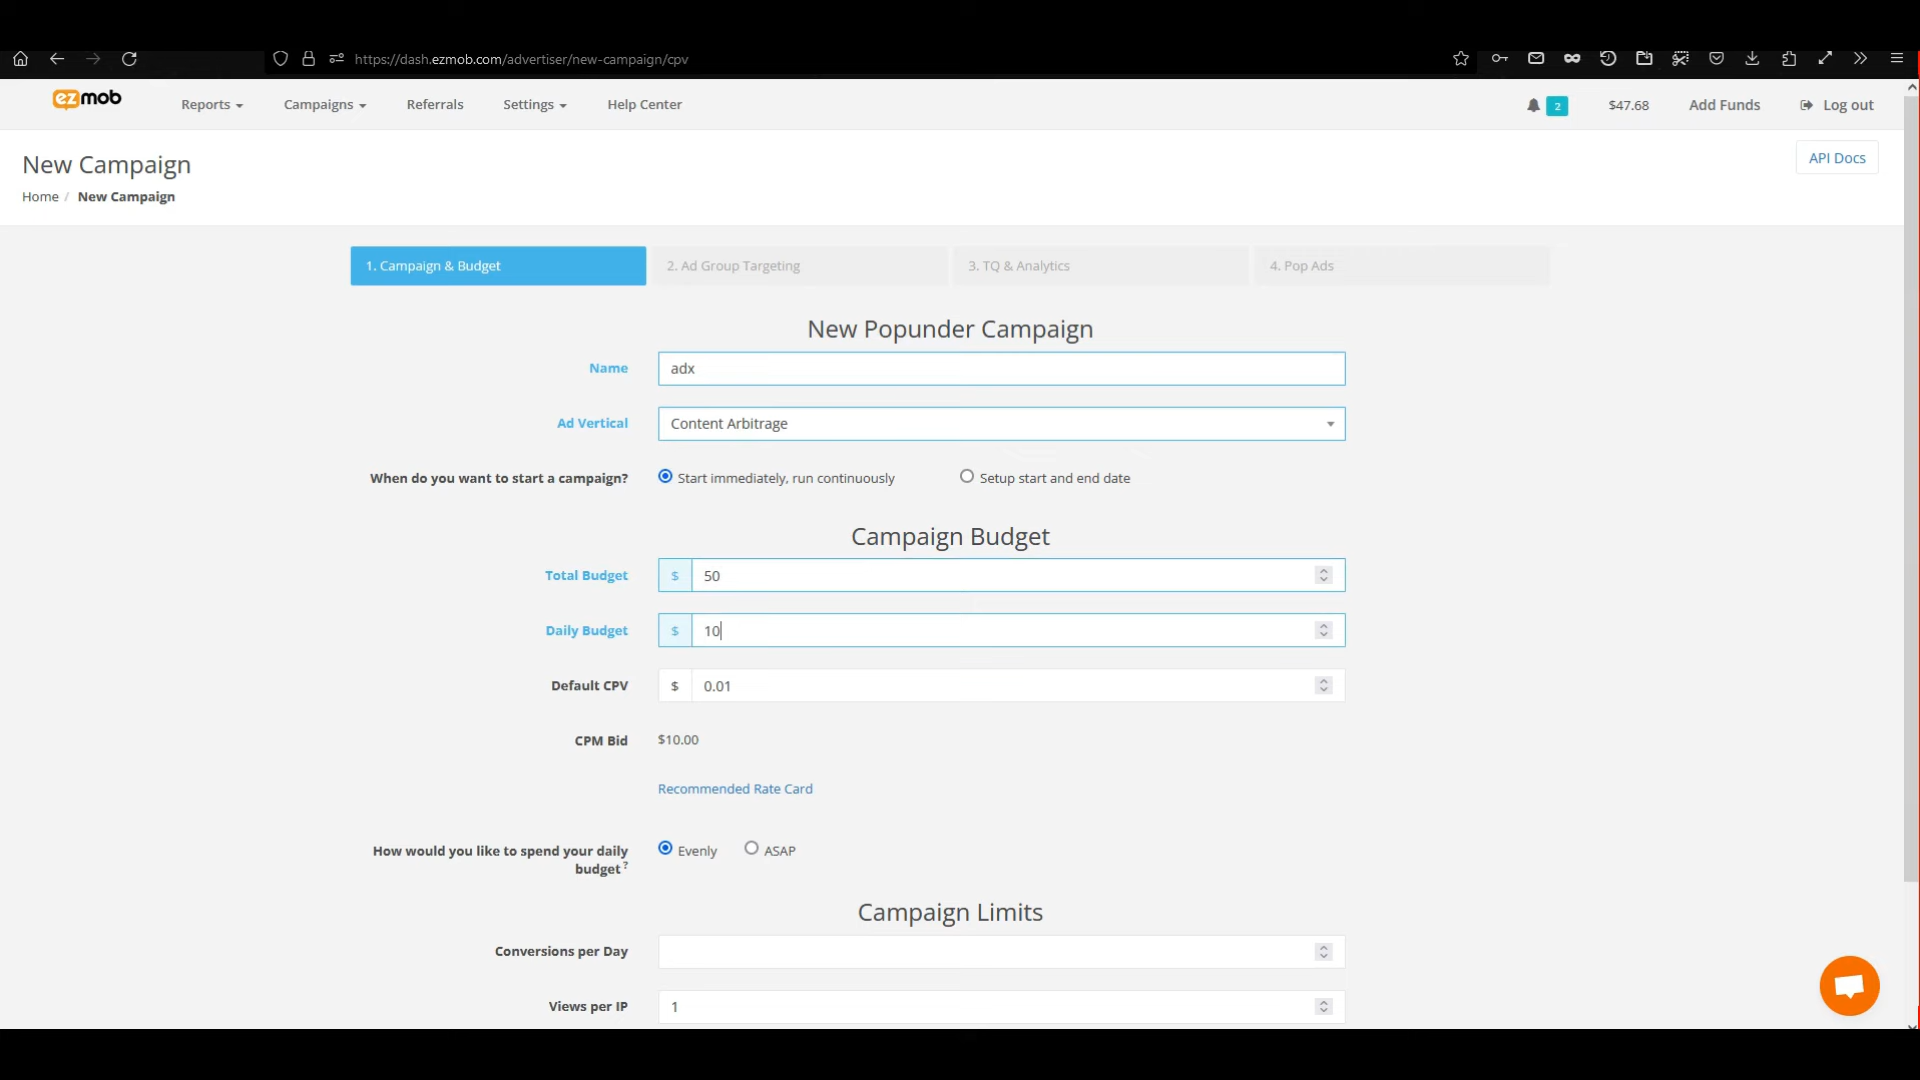 https://dash.ezmob.com/advertiser/new-campaign/cpv
ezmob Reports Campaigns Referrals Settings Help Center 2 $47.68 Add Funds Log out
New Campaign
API Docs
Home / New Campaign
1. Campaign & Budget 2. Ad Group Targeting 3. TQ & Analytics 4. Pop Ads
New Popunder Campaign
Name adx
Ad Vertical Content Arbitrage
When do you want to start a campaign? Start immediately, run continuously Setup start and end date
Campaign Budget
Total Budget $ 50
Daily Budget $ 10
Default CPV $ 0.01
CPM Bid $10.00
Recommended Rate Card
How would you like to spend your daily
budget ? Evenly ASAP
Campaign Limits
Conversions per Day
Views per IP 1